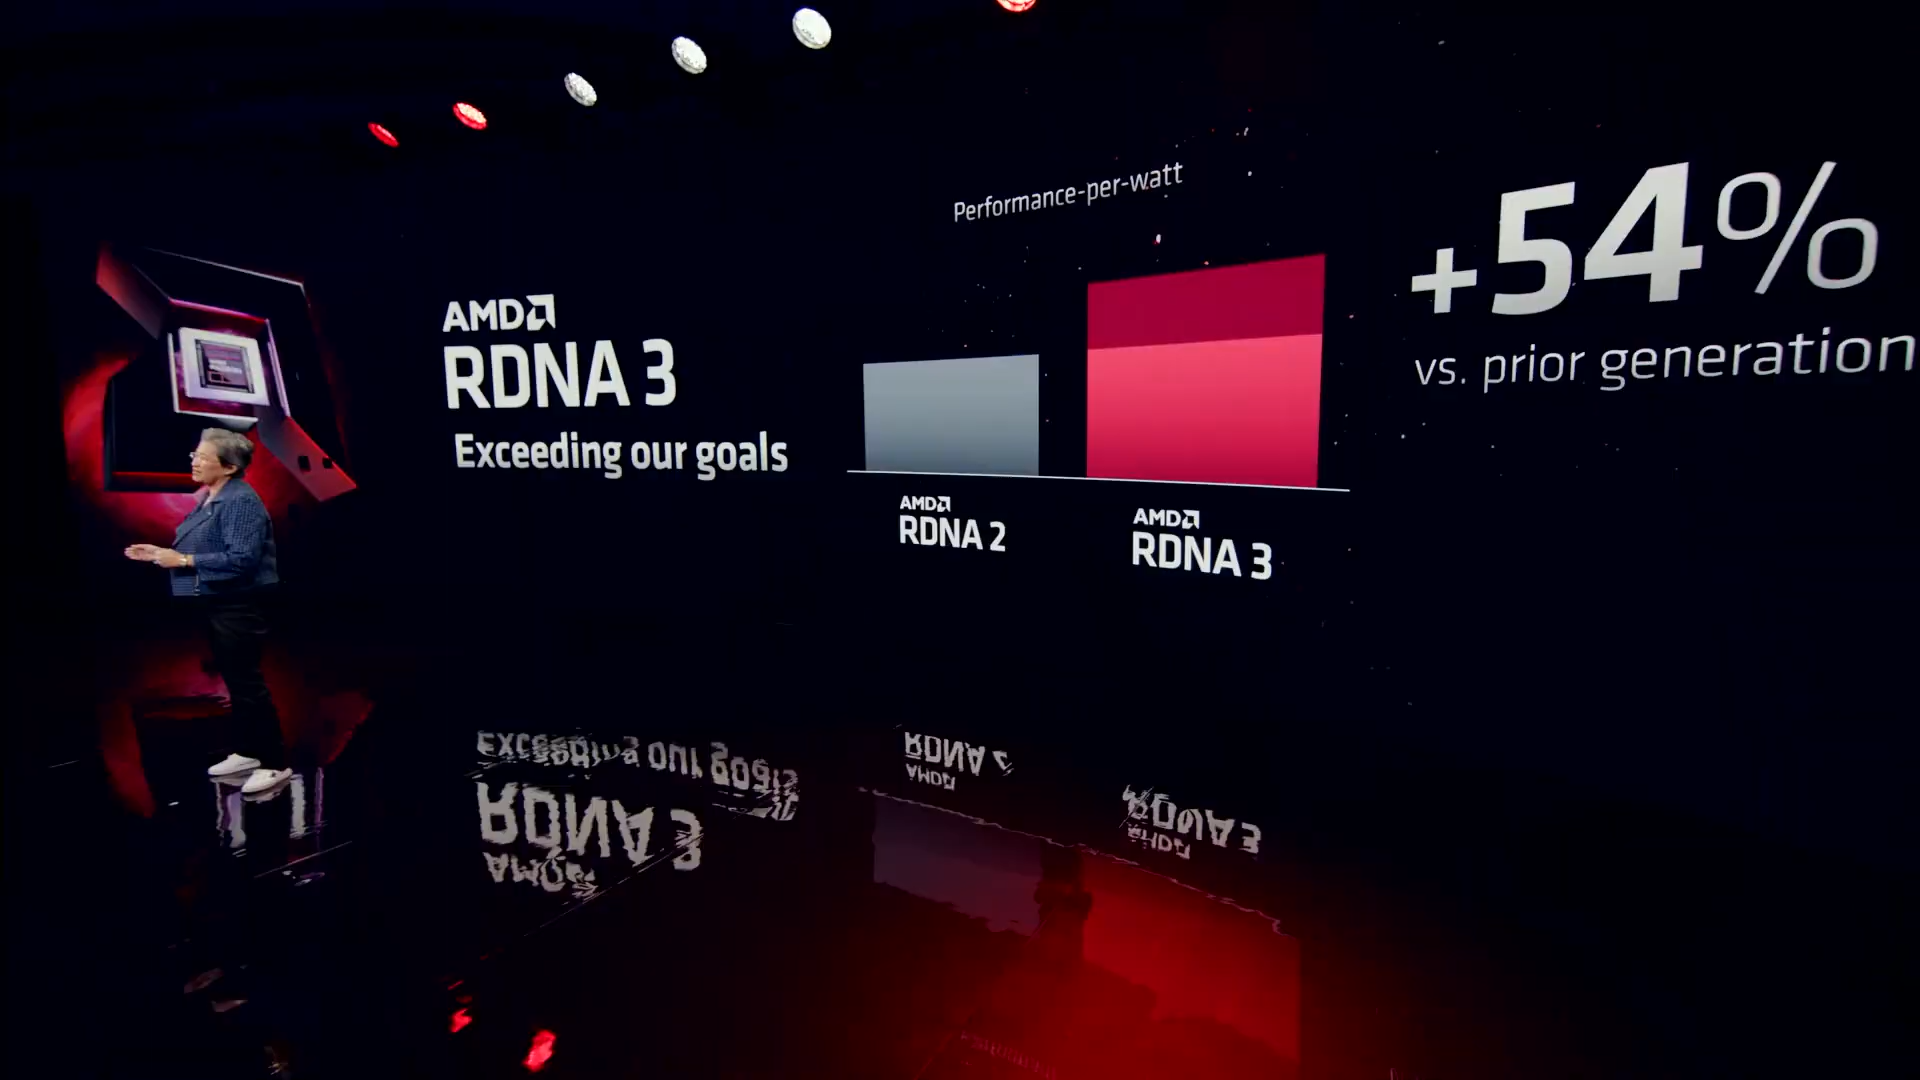 AMD
RDNA 3
Exceeding our goals
Performance-per-watt
AMD
RDNA 2
AMD
RDNA 3
+54%
vs. prior generation